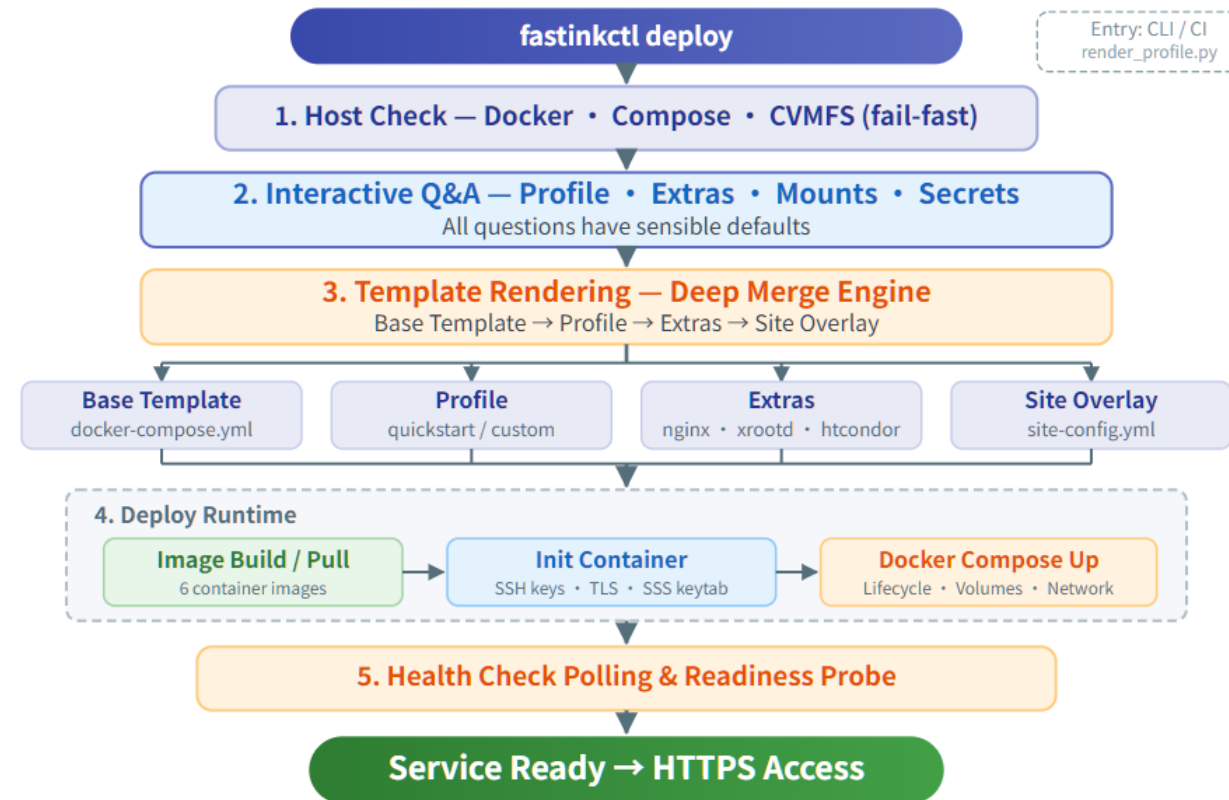 fastinkctl deploy
Entry: CLI / CI
render_profile.py
1. Host Check — Docker • Compose • CVMFS (fail-fast)
2. Interactive Q&A — Profile • Extras • Mounts • Secrets
All questions have sensible defaults
3. Template Rendering — Deep Merge Engine
Base Template → Profile → Extras → Site Overlay
Base Template
docker-compose.yml
Profile
quickstart / custom
Extras
nginx • xrootd • htcondor
Site Overlay
site-config.yml
4. Deploy Runtime
Image Build / Pull
6 container images
Init Container
SSH keys • TLS • SSS keytab
Docker Compose Up
Lifecycle • Volumes • Network
5. Health Check Polling & Readiness Probe
Service Ready → HTTPS Access